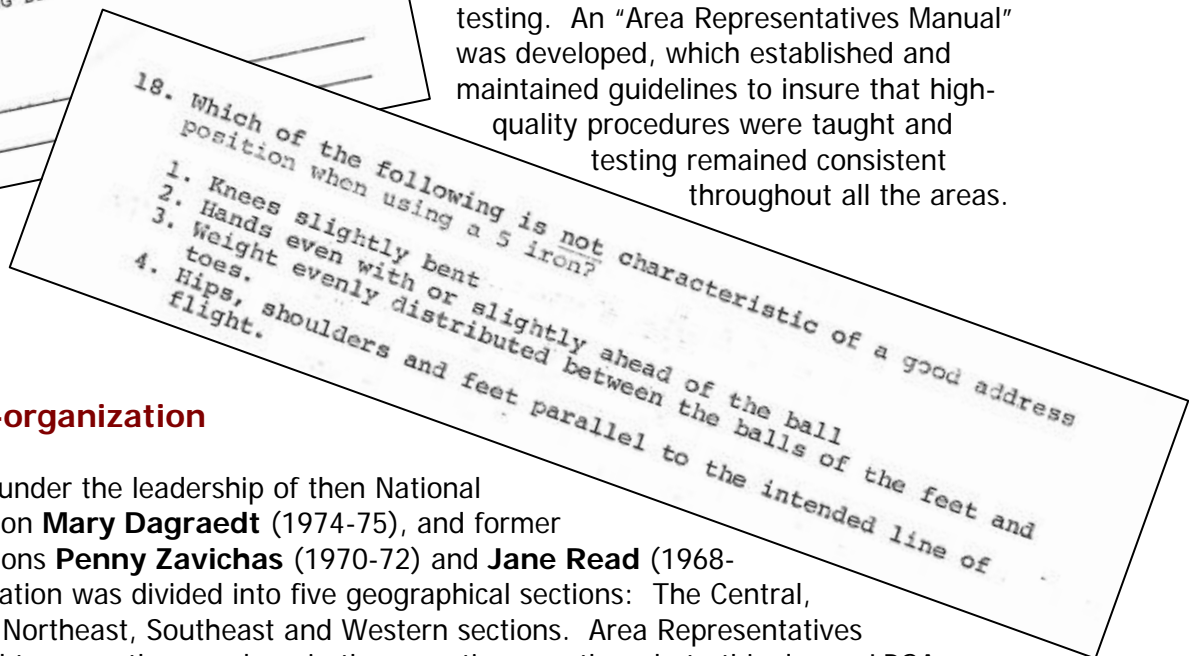 testing. An “Area Representatives Manual”
was developed, which established and
maintained guidelines to insure that high-
quality procedures were taught and
testing remained consistent
throughout all the areas.
18. Which of the following is not characteristic of a good address
position when using a 5 iron?
1. Knees slightly bent
2. Hands even with or slightly ahead of the ball
3. Weight evenly distributed between the balls of the feet and
toes.
4. Hips, shoulders and feet parallel to the intended line of
flight.
-organization
under the leadership of then National
on Mary Dagraedt (1974-75), and former
ons Penny Zavichas (1970-72) and Jane Read (1968-
ation was divided into five geographical sections: The Central,
Northeast, Southeast and Western sections. Area Representatives